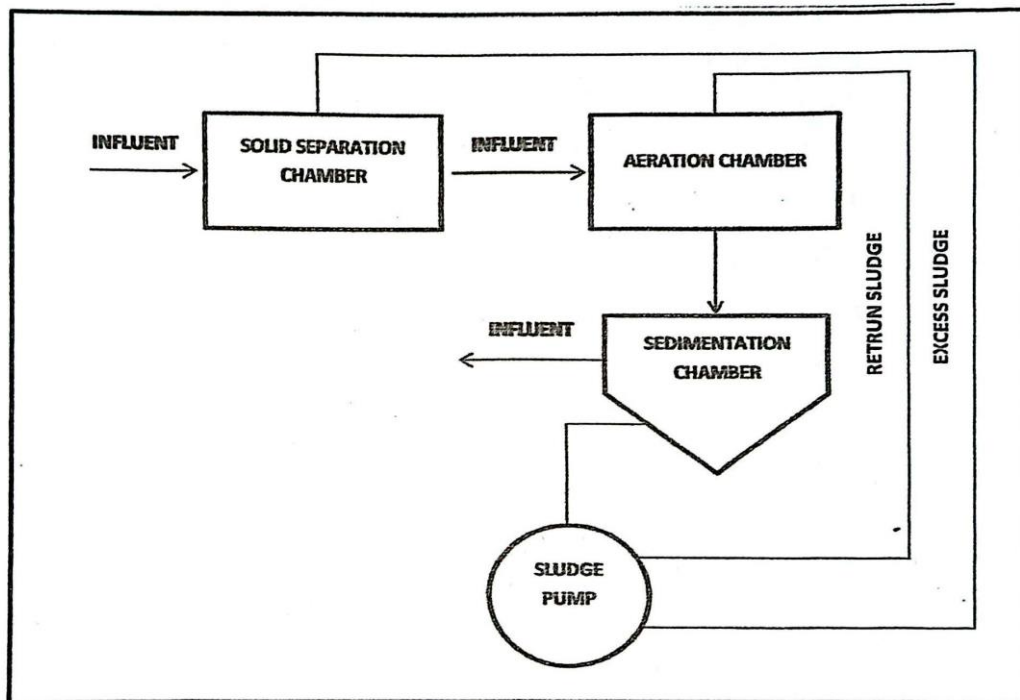 INFLUENT
SOLID SEPARATION
CHAMBER
INFLUENT
AERATION CHAMBER
INFLUENT
SEDIMENTATION
CHAMBER
RETRUN SLUDGE
EXCESS SLUDGE
SLUDGE
PUMP